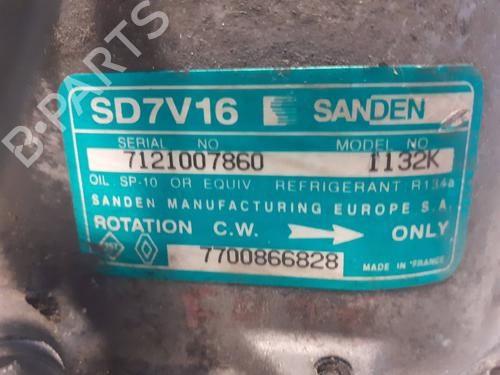 B-PARTS
SD7V16 SANDEN
SERIAL NO MODEL NO
7121007860 1132K
OIL SP-10 OR EQUIV. REFRIGERANT R134a
SANDEN MANUFACTURING EUROPE S.A.
ROTATION C.W. ONLY
7700866828
MADE IN FRANCE